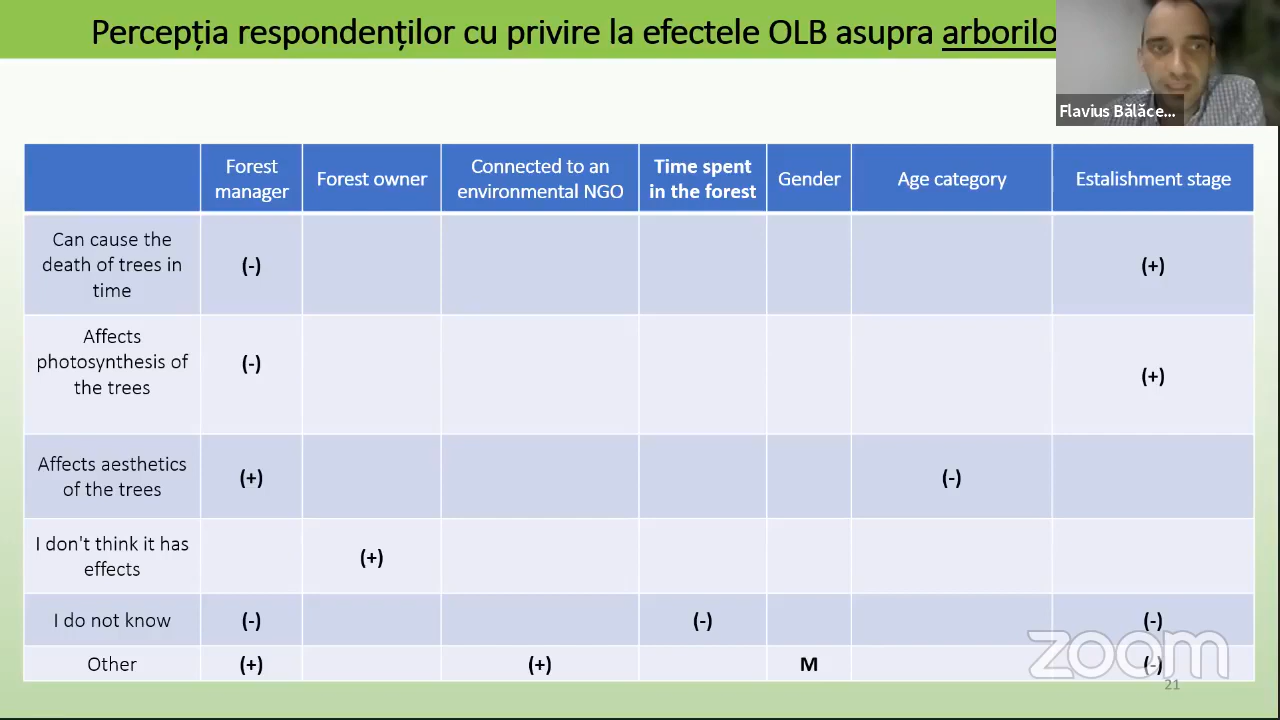 Percepția respondenților cu privire la efectele OLB asupra arborilo
Flavius Bălăce...
Forest
manager
Forest owner
Connected to an
environmental NGO
Time spent
in the forest
Gender
Age category
Estalishment stage
Can cause the
death of trees in
time
(-)
(+)
Affects
photosynthesis of
the trees
(-)
(+)
Affects aesthetics
of the trees
(+)
(-)
I don't think it has
effects
(+)
I do not know
(-)
(-)
(-)
Other
(+)
(+)
M
(-)
zoom
21